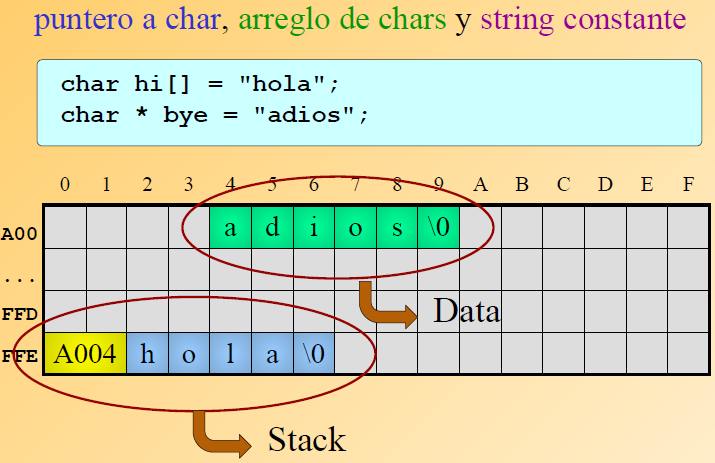 puntero a char, arreglo de chars y string constante
char hi[] = "hola";
char * bye = "adios";
0 1 2 3 4 5 6 7 8 9 A B C D E F
A00 a d i o s \0
...
Data
FFD
FFE A004 h o l a \0
Stack